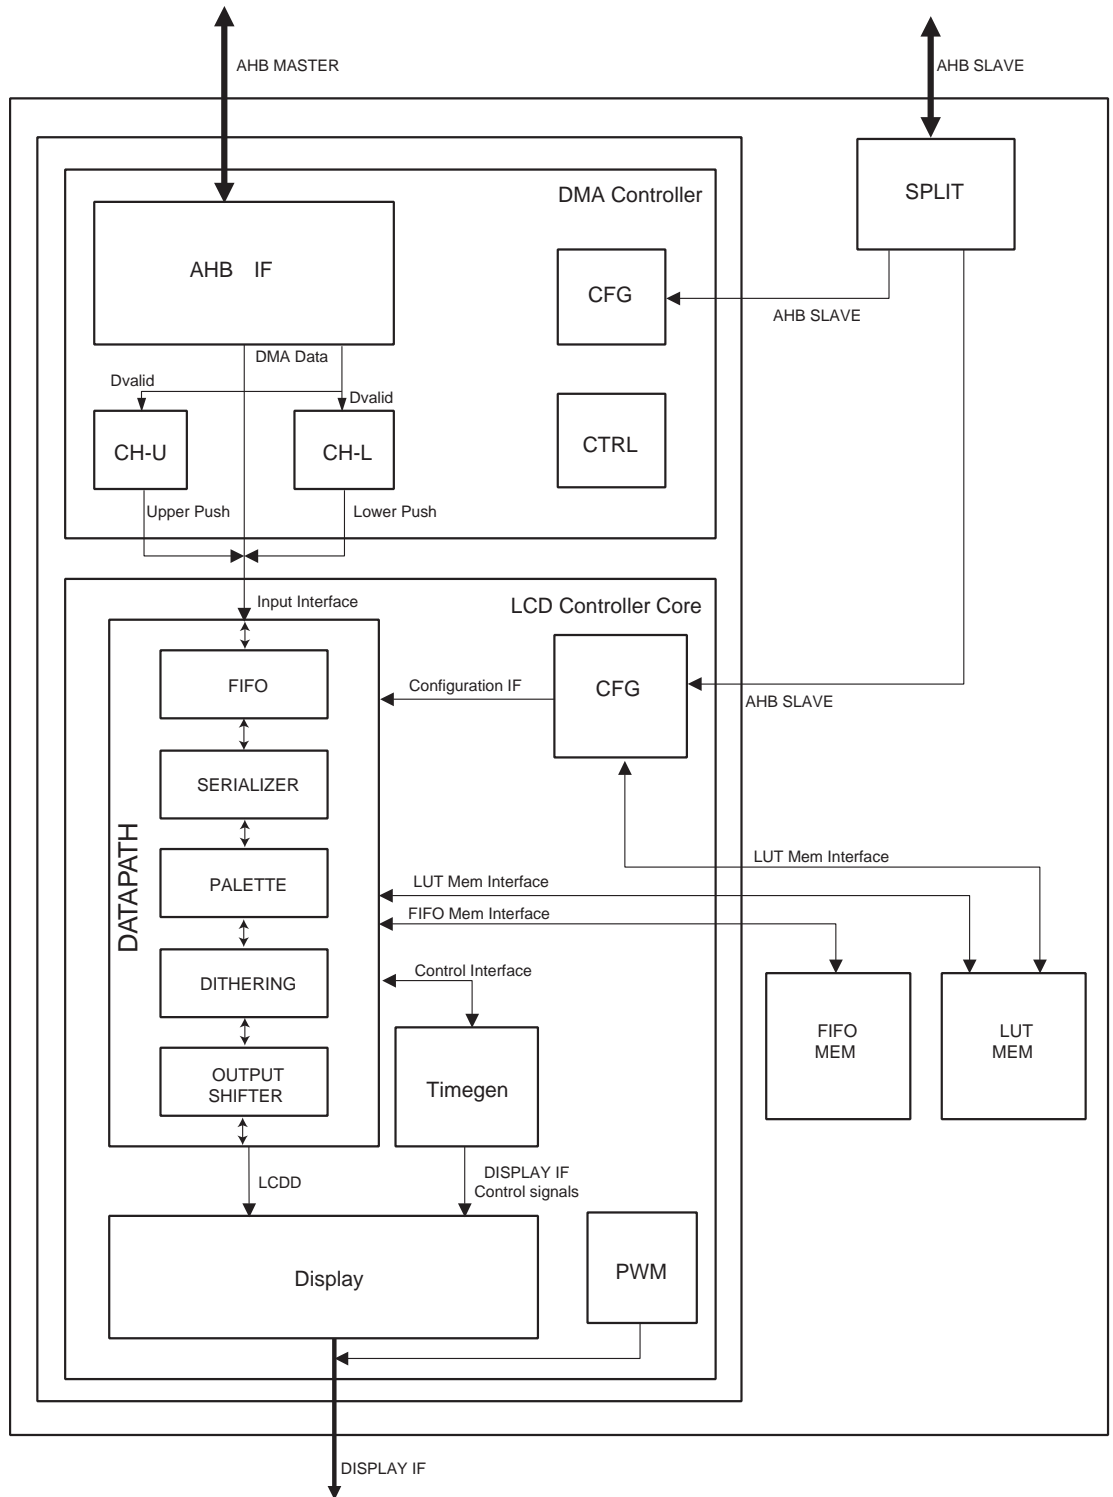 AHB MASTER
AHB SLAVE
DMA Controller
SPLIT
AHB IF
CFG
AHB SLAVE
DMA Data
Dvalid
Dvalid
CH-U
CH-L
CTRL
Upper Push
Lower Push
Input Interface
LCD Controller Core
FIFO
Configuration IF
CFG
AHB SLAVE
SERIALIZER
DATAPATH
PALETTE
LUT Mem Interface
LUT Mem Interface
FIFO Mem Interface
DITHERING
Control Interface
FIFO
MEM
LUT
MEM
OUTPUT
SHIFTER
Timegen
LCDD
DISPLAY IF
Control signals
Display
PWM
DISPLAY IF